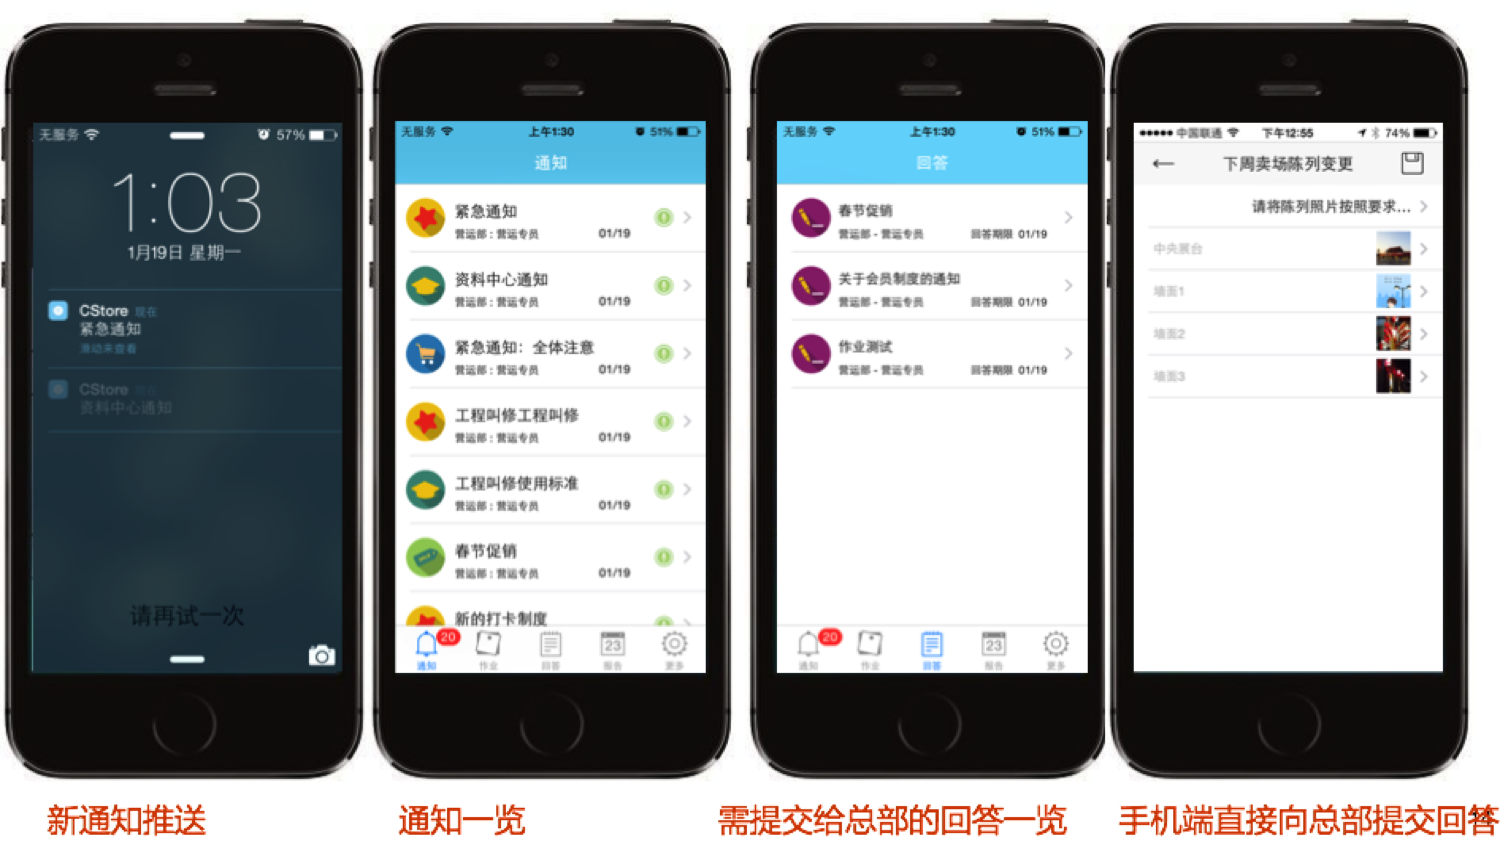 无服务 57%
1:03
1月19日 星期一
CStore 现在
紧急通知
滑动来查看
CStore 现在
资料中心通知
请再试一次
无服务 上午1:30 51%
通知
紧急通知
营运部：营运专员 01/19
资料中心通知
营运部：营运专员 01/19
紧急通知：全体注意
营运部：营运专员 01/19
工程叫修工程叫修
营运部：营运专员 01/19
工程叫修使用标准
营运部：营运专员 01/19
春节促销
营运部：营运专员 01/19
新的打卡制度
20 23
通知 作业 回答 报告 更多
无服务 上午1:30 51%
回答
春节促销
营运部 - 营运专员 回答期限 01/19
关于会员制度的通知
营运部 - 营运专员 回答期限 01/19
作业测试
营运部 - 营运专员 回答期限 01/19
20 23
通知 作业 回答 报告 更多
中国联通 下午12:55 74%
下周卖场陈列变更
请将陈列照片按照要求...
中央展台
墙面1
墙面2
墙面3
新通知推送
通知一览
需提交给总部的回答一览
手机端直接向总部提交回答